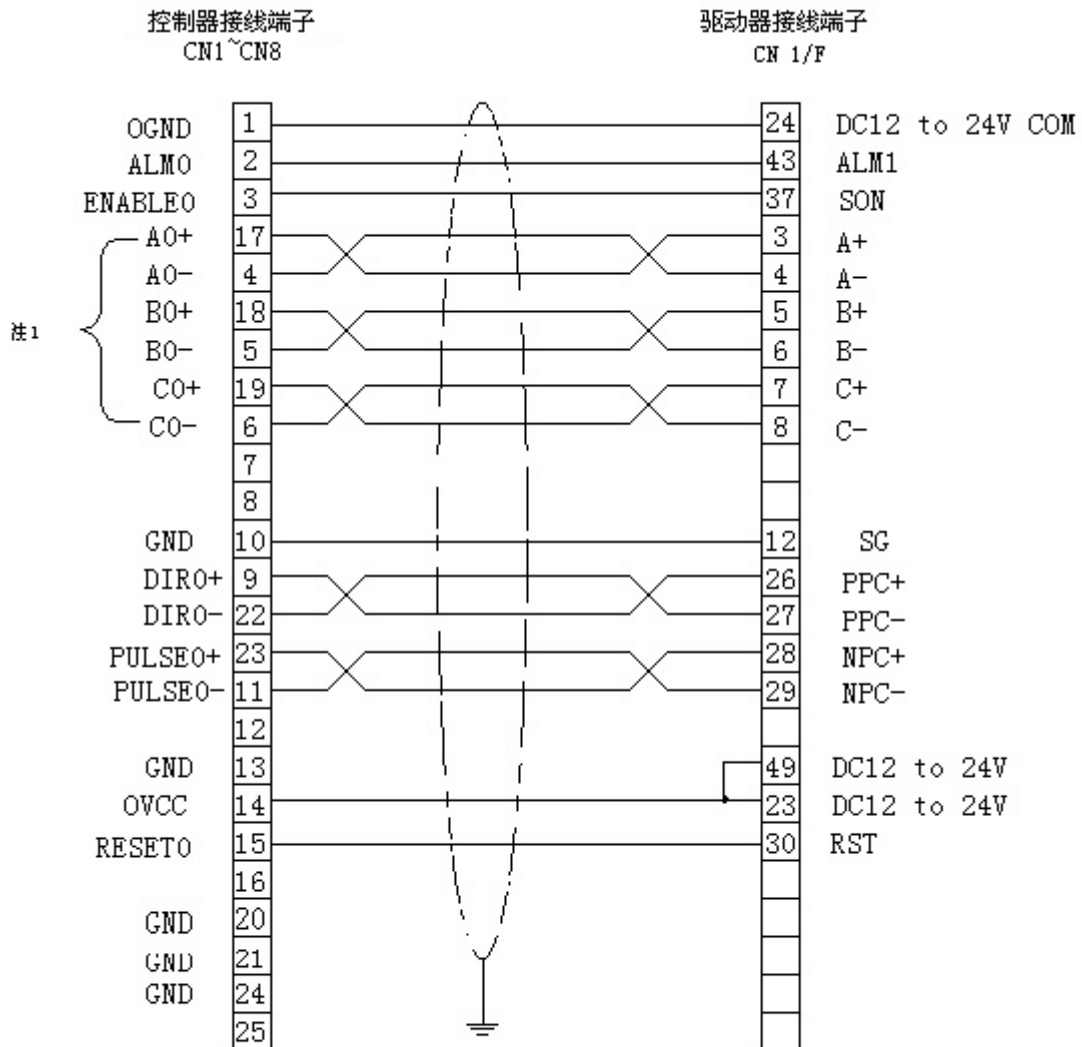 控制器接线端子 驱动器接线端子
CN1~CN8 CN 1/F
OGND 1 24 DC12 to 24V COM
ALM0 2 43 ALM1
ENABLE0 3 37 SON
A0+ 17 3 A+
A0- 4 4 A-
B0+ 18 5 B+
注1
B0- 5 6 B-
C0+ 19 7 C+
C0- 6 8 C-
7
8
GND 10 12 SG
DIR0+ 9 26 PPC+
DIR0- 22 27 PPC-
PULSE0+ 23 28 NPC+
PULSE0- 11 29 NPC-
12
GND 13 49 DC12 to 24V
OVCC 14 23 DC12 to 24V
RESET0 15 30 RST
16
GND 20
GND 21
GND 24
25